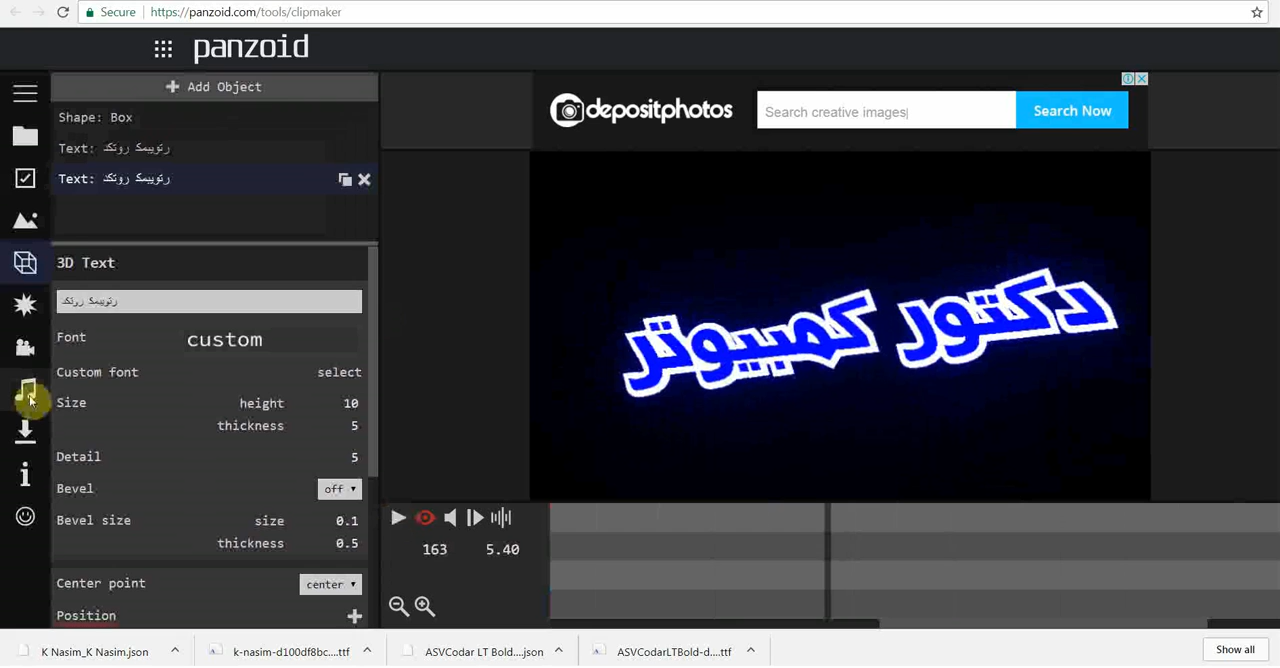 Secure https://panzoid.com/tools/clipmaker
panzoid
Add Object
Shape: Box
Text: رتويبمك روتكد
Text: رتويبمك روتكد
3D Text
رتويبمك روتكد
Font custom
Custom font select
Size height 10
thickness 5
Detail 5
Bevel off
Bevel size size 0.1
thickness 0.5
Center point center
Position
depositphotos
Search creative images
Search Now
دكتور كمبيوتر
163 5.40
K Nasim_K Nasim.json
k-nasim-d100df8bc....ttf
ASVCodar LT Bold....json
ASVCodarLTBold-d....ttf
Show all